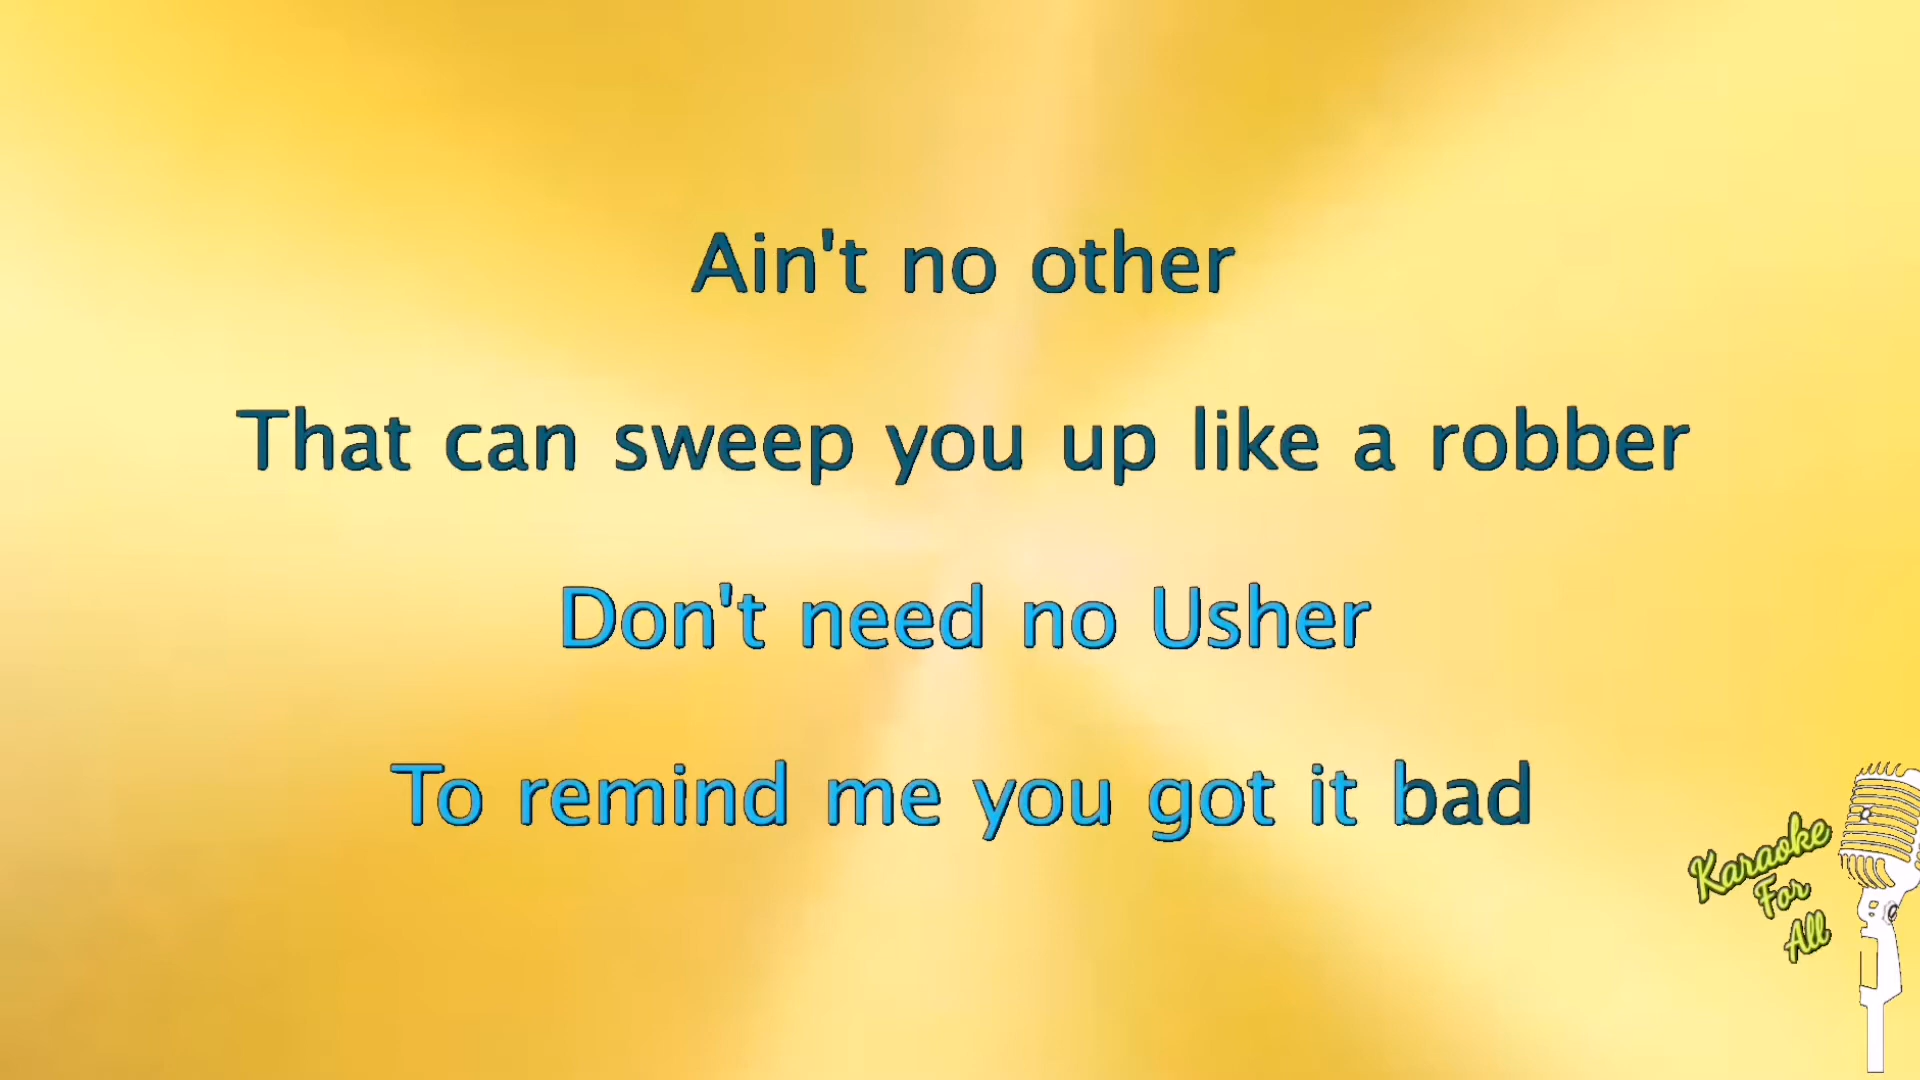 Ain't no other
That can sweep you up like a robber
Don't need no Usher
To remind me you got it bad
Karaoke
For
All